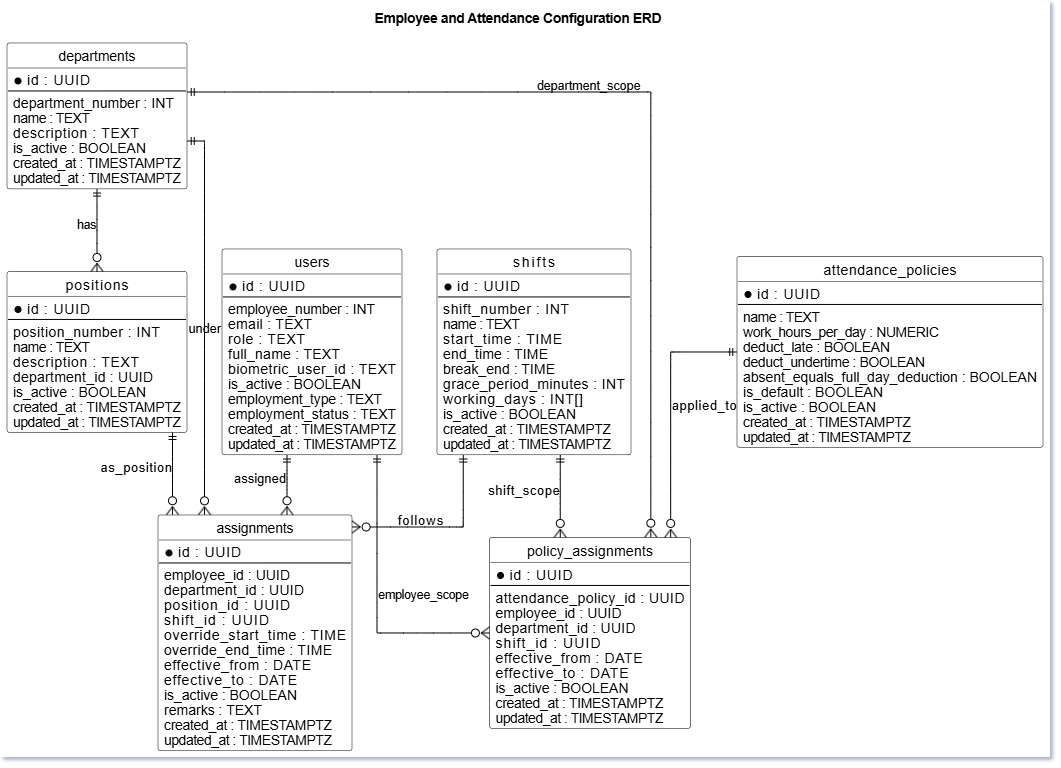 Employee and Attendance Configuration ERD
departments
id : UUID
department_number : INT
name : TEXT
description : TEXT
is_active : BOOLEAN
created_at : TIMESTAMPTZ
updated_at : TIMESTAMPTZ
department_scope
has
under
positions
id : UUID
position_number : INT
name : TEXT
description : TEXT
department_id : UUID
is_active : BOOLEAN
created_at : TIMESTAMPTZ
updated_at : TIMESTAMPTZ
users
id : UUID
employee_number : INT
email : TEXT
role : TEXT
full_name : TEXT
biometric_user_id : TEXT
is_active : BOOLEAN
employment_type : TEXT
employment_status : TEXT
created_at : TIMESTAMPTZ
updated_at : TIMESTAMPTZ
shifts
id : UUID
shift_number : INT
name : TEXT
start_time : TIME
end_time : TIME
break_end : TIME
grace_period_minutes : INT
working_days : INT[]
is_active : BOOLEAN
created_at : TIMESTAMPTZ
updated_at : TIMESTAMPTZ
attendance_policies
id : UUID
name : TEXT
work_hours_per_day : NUMERIC
deduct_late : BOOLEAN
deduct_undertime : BOOLEAN
absent_equals_full_day_deduction : BOOLEAN
is_default : BOOLEAN
is_active : BOOLEAN
created_at : TIMESTAMPTZ
updated_at : TIMESTAMPTZ
applied_to
as_position
assigned
shift_scope
follows
employee_scope
assignments
id : UUID
employee_id : UUID
department_id : UUID
position_id : UUID
shift_id : UUID
override_start_time : TIME
override_end_time : TIME
effective_from : DATE
effective_to : DATE
is_active : BOOLEAN
remarks : TEXT
created_at : TIMESTAMPTZ
updated_at : TIMESTAMPTZ
policy_assignments
id : UUID
attendance_policy_id : UUID
employee_id : UUID
department_id : UUID
shift_id : UUID
effective_from : DATE
effective_to : DATE
is_active : BOOLEAN
created_at : TIMESTAMPTZ
updated_at : TIMESTAMPTZ